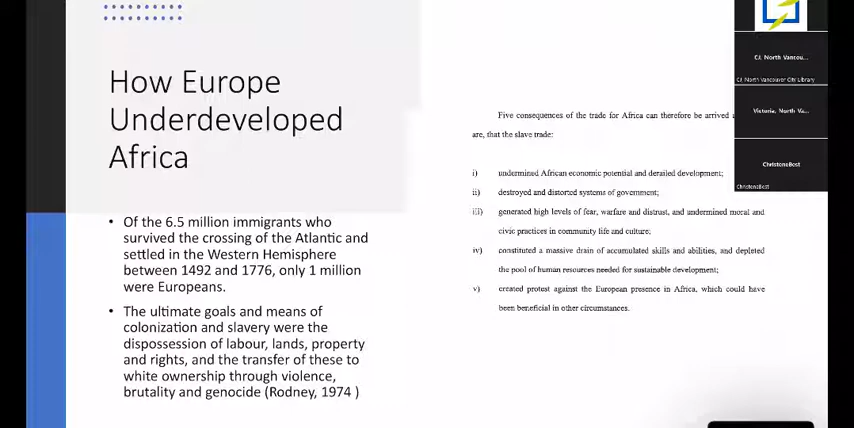 How Europe
Underdeveloped
Africa
• Of the 6.5 million immigrants who
survived the crossing of the Atlantic and
settled in the Western Hemisphere
between 1492 and 1776, only 1 million
were Europeans.
• The ultimate goals and means of
colonization and slavery were the
dispossession of labour, lands, property
and rights, and the transfer of these to
white ownership through violence,
brutality and genocide (Rodney, 1974 )
Five consequences of the trade for Africa can therefore be arrived
are, that the slave trade:
i) undermined African economic potential and derailed development;
ii) destroyed and distorted systems of government;
iii) generated high levels of fear, warfare and distrust, and undermined moral and
civic practices in community life and culture;
iv) constituted a massive drain of accumulated skills and abilities, and depleted
the pool of human resources needed for sustainable development;
v) created protest against the European presence in Africa, which could have
been beneficial in other circumstances.
CJ, North Vancou...
CJ, North Vancouver City Library
Victoria, North Va...
ChristoneBest
ChristoneBest